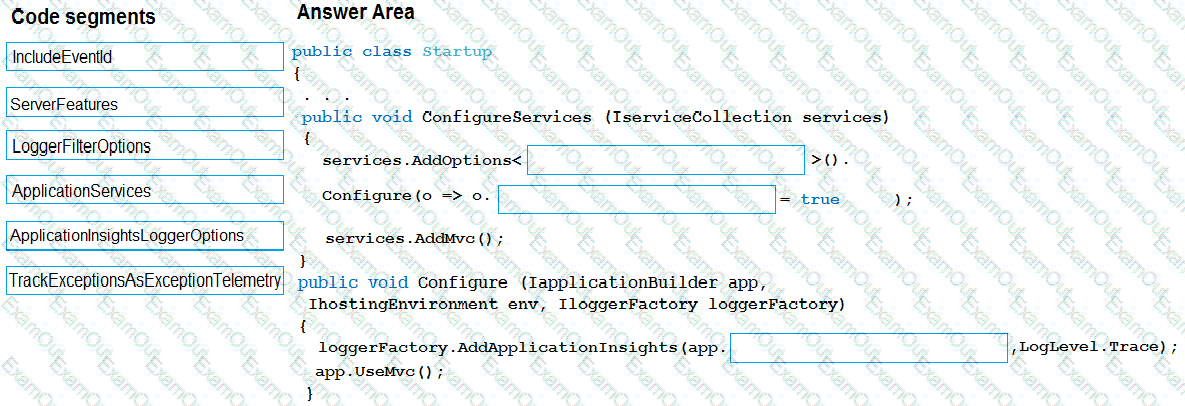 Code segments
IncludeEventId
ServerFeatures
LoggerFilterOptions
ApplicationServices
ApplicationInsightsLoggerOptions
TrackExceptionsAsExceptionTelemetry
Answer Area
public class Startup
{
. . .
public void ConfigureServices (IserviceCollection services)
{
services.AddOptions< >().
Configure(o => o. = true );
services.AddMvc();
}
public void Configure (IapplicationBuilder app,
IhostingEnvironment env, IloggerFactory loggerFactory)
{
loggerFactory.AddApplicationInsights(app. ,LogLevel.Trace);
app.UseMvc();
}